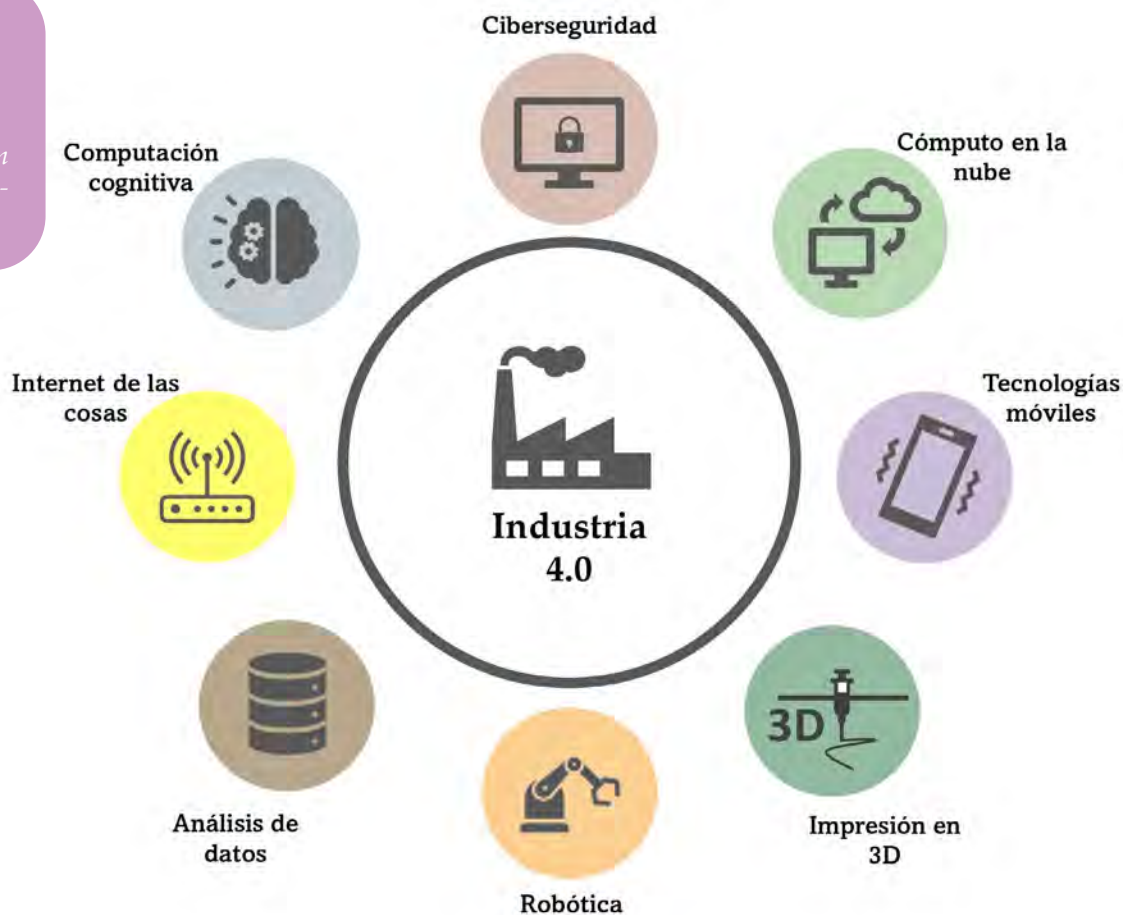 Ciberseguridad
Cómputo en la
nube
Tecnologías
móviles
Impresión en
3D
3D
Robótica
Análisis de
datos
Internet de las
cosas
Computación
cognitiva
Industria
4.0